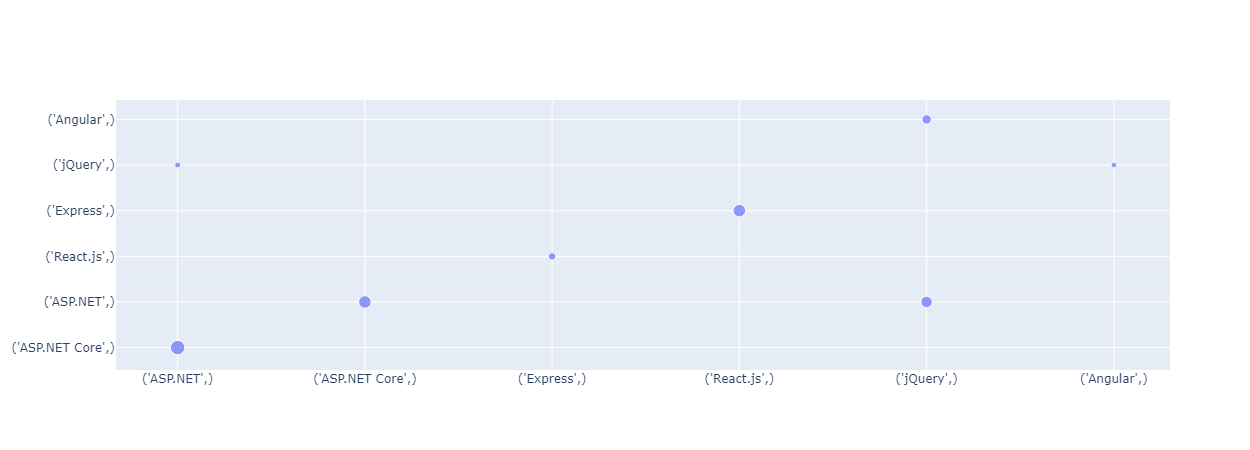 ('Angular',)
('jQuery',)
('Express',)
('React.js',)
('ASP.NET',)
('ASP.NET Core',)
('ASP.NET',) ('ASP.NET Core',) ('Express',) ('React.js',) ('jQuery',) ('Angular',)